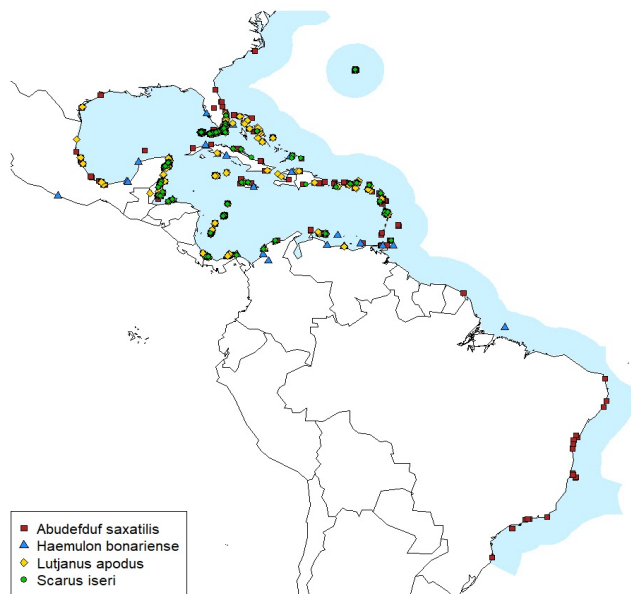 Abudefduf saxatilis
Haemulon bonariense
Lutjanus apodus
Scarus iseri